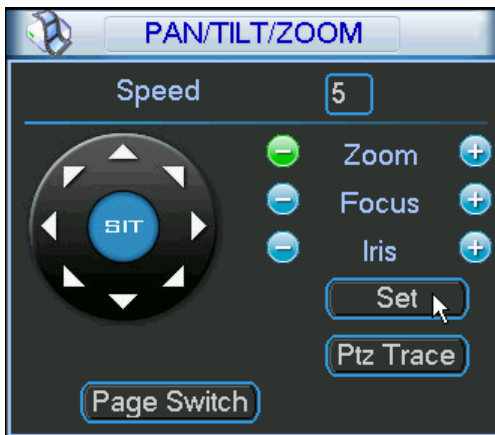 PAN/TILT/ZOOM
Speed 5
Zoom
SIT
Focus
Iris
Set
Ptz Trace
Page Switch